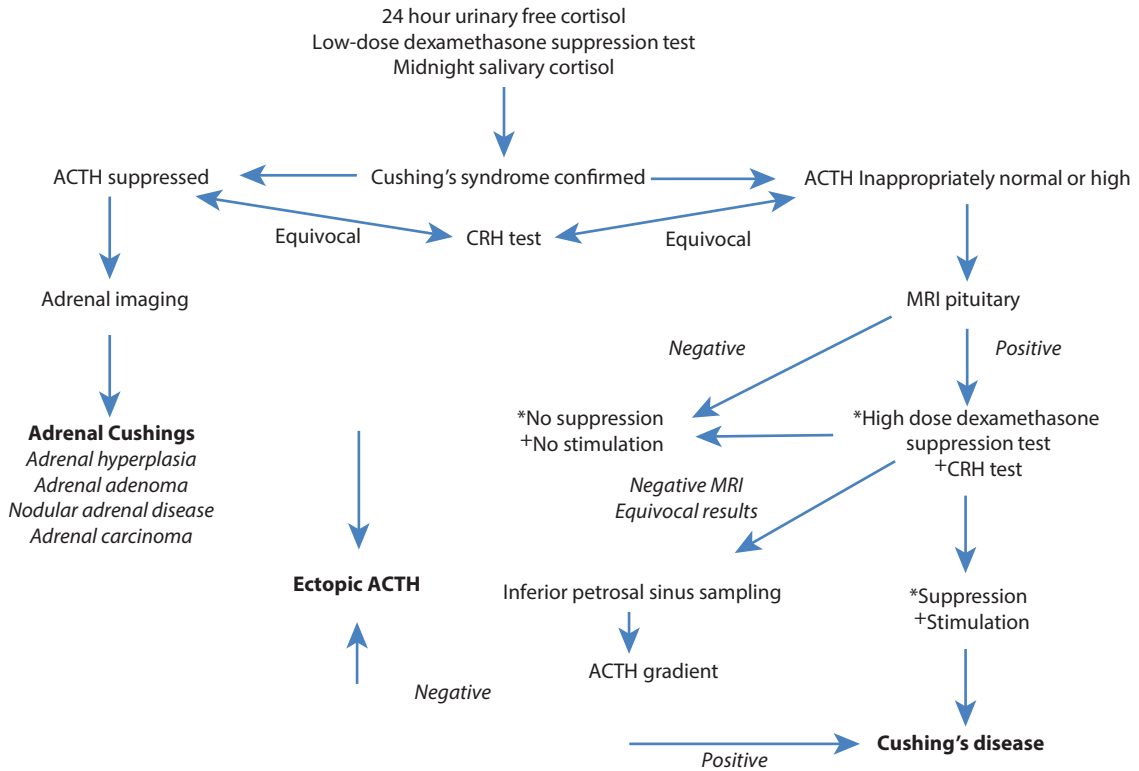 24 hour urinary free cortisol
Low-dose dexamethasone suppression test
Midnight salivary cortisol
ACTH suppressed
Cushing’s syndrome confirmed
ACTH Inappropriately normal or high
Equivocal
CRH test
Equivocal
Adrenal imaging
MRI pituitary
Negative
Positive
*No suppression
+No stimulation
*High dose dexamethasone
suppression test
+CRH test
Adrenal Cushings
Adrenal hyperplasia
Adrenal adenoma
Nodular adrenal disease
Adrenal carcinoma
Negative MRI
Equivocal results
Ectopic ACTH
Inferior petrosal sinus sampling
*Suppression
+Stimulation
ACTH gradient
Negative
Cushing’s disease
Positive